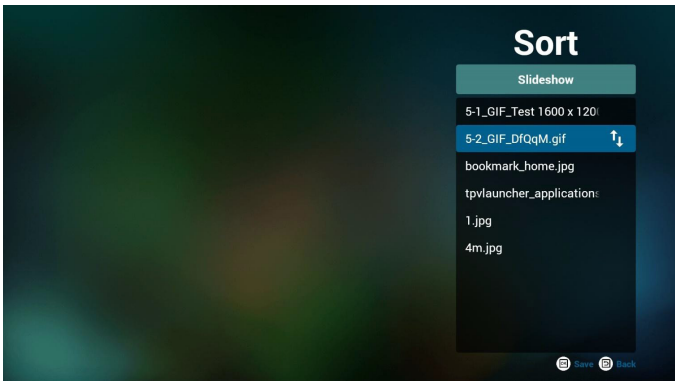 Sort
Slideshow
5-1_GIF_Test 1600 x 120
5-2_GIF_DfQqM.gif
bookmark_home.jpg
tpvlauncher_applications
1.jpg
4m.jpg
Save Back